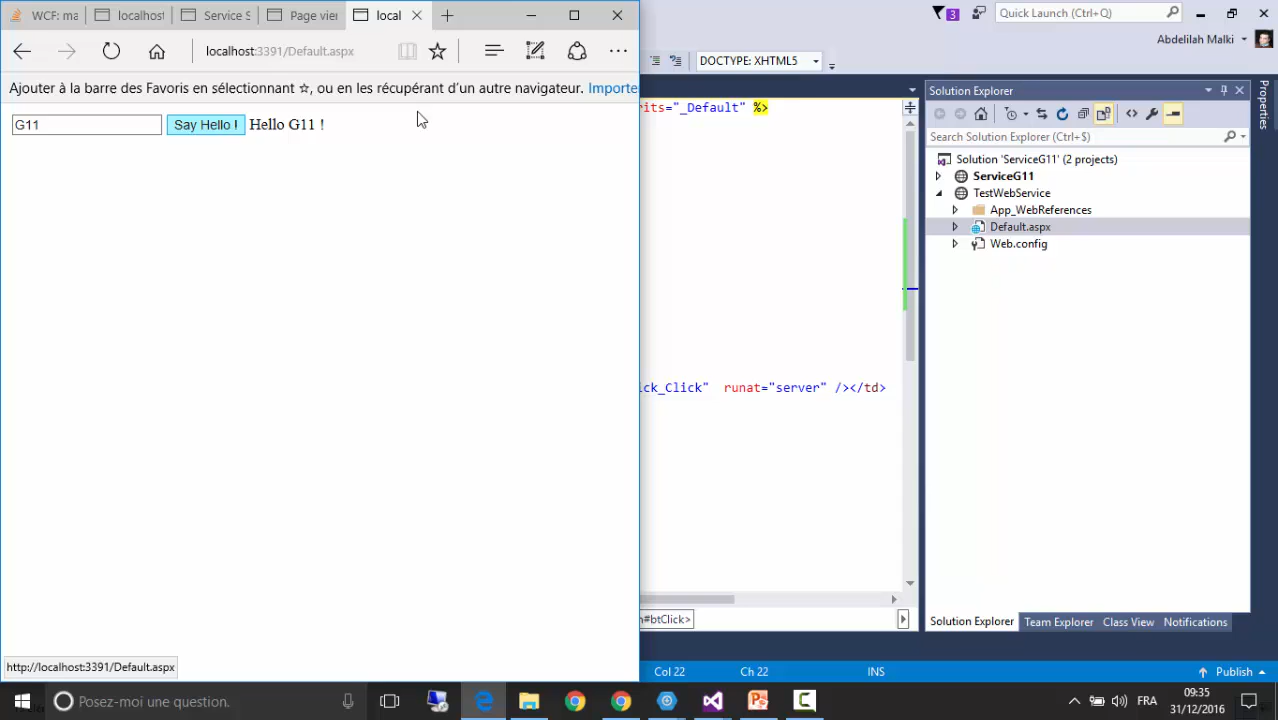 WCF: ma
localhost
Service S
Page vier
local
Quick Launch (Ctrl+Q)
3
localhost:3391/Default.aspx
DOCTYPE: XHTML5
Abdelilah Malki
Ajouter à la barre des Favoris en sélectionnant ☆, ou en les récupérant d'un autre navigateur. Importe
Solution Explorer
Properties
rits="_Default" %>
G11
Say Hello !
Hello G11 !
Search Solution Explorer (Ctrl+$)
Solution 'ServiceG11' (2 projects)
ServiceG11
TestWebService
App_WebReferences
Default.aspx
Web.config
ick_Click" runat="server" /></td>
n#btClick>
Solution Explorer
Team Explorer
Class View
Notifications
http://localhost:3391/Default.aspx
Col 22
Ch 22
INS
Publish
Posez-moi une question.
FRA
09:35
31/12/2016